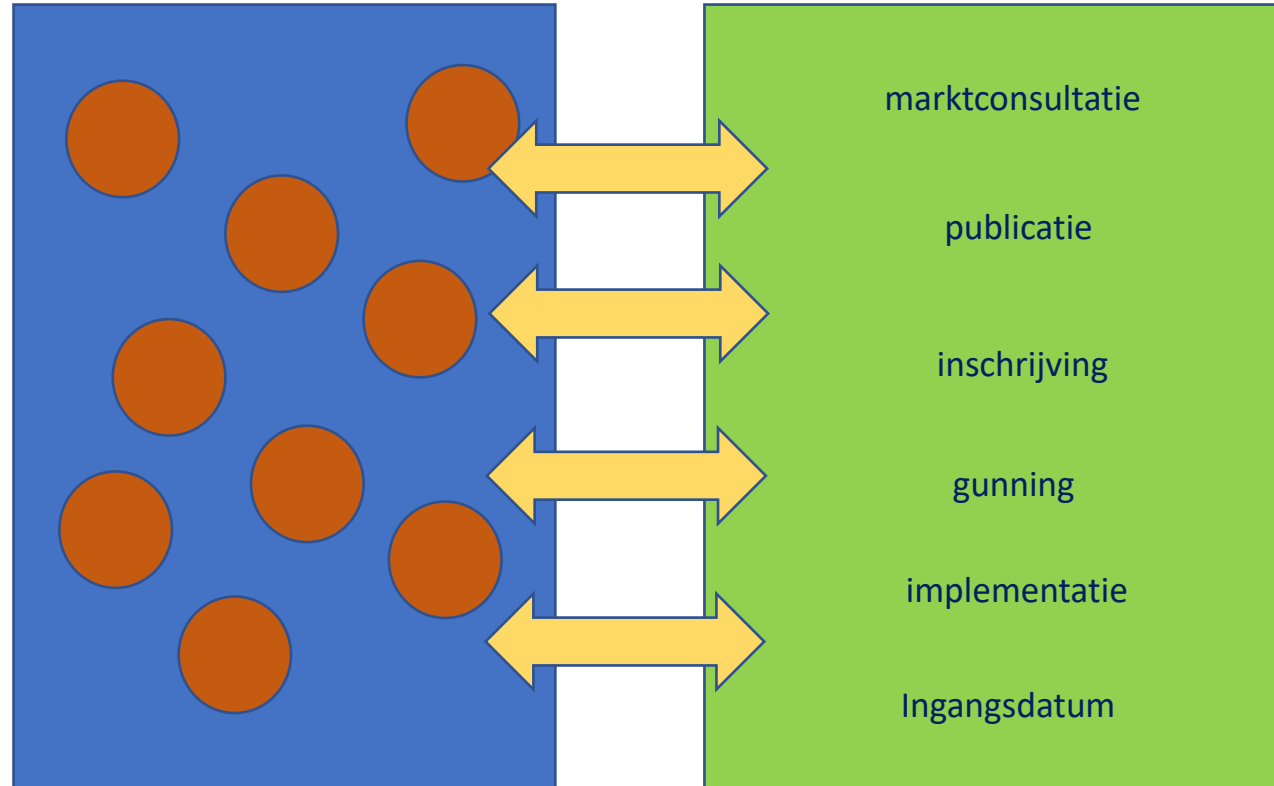 marktconsultatie
publicatie
inschrijving
gunning
implementatie
Ingangsdatum